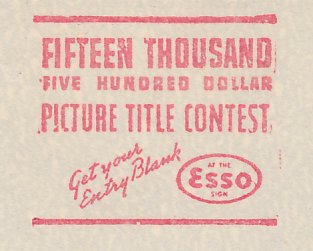 FIFTEEN THOUSAND
FIVE HUNDRED DOLLAR
PICTURE TITLE CONTEST
Get your
Entry Blank
AT THE
ESSO
SIGN